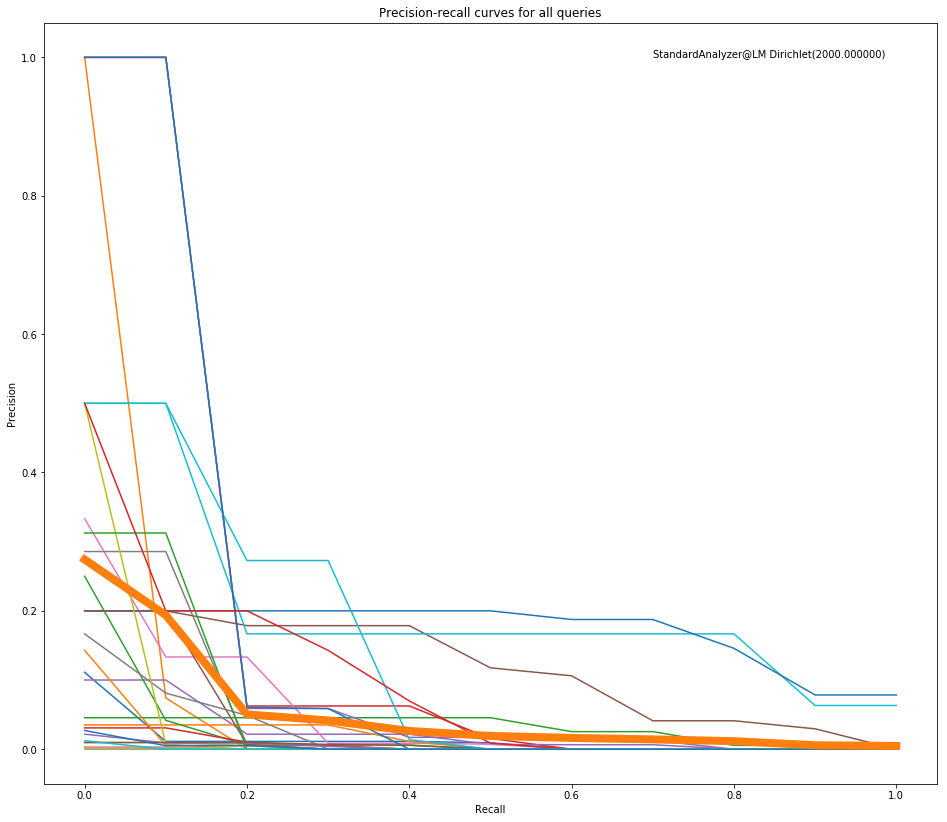 Precision-recall curves for all queries
StandardAnalyzer@LM Dirichlet(2000.000000)
1.0
0.8
0.6
0.4
0.2
0.0
Precision
0.0 0.2 0.4 0.6 0.8 1.0
Recall